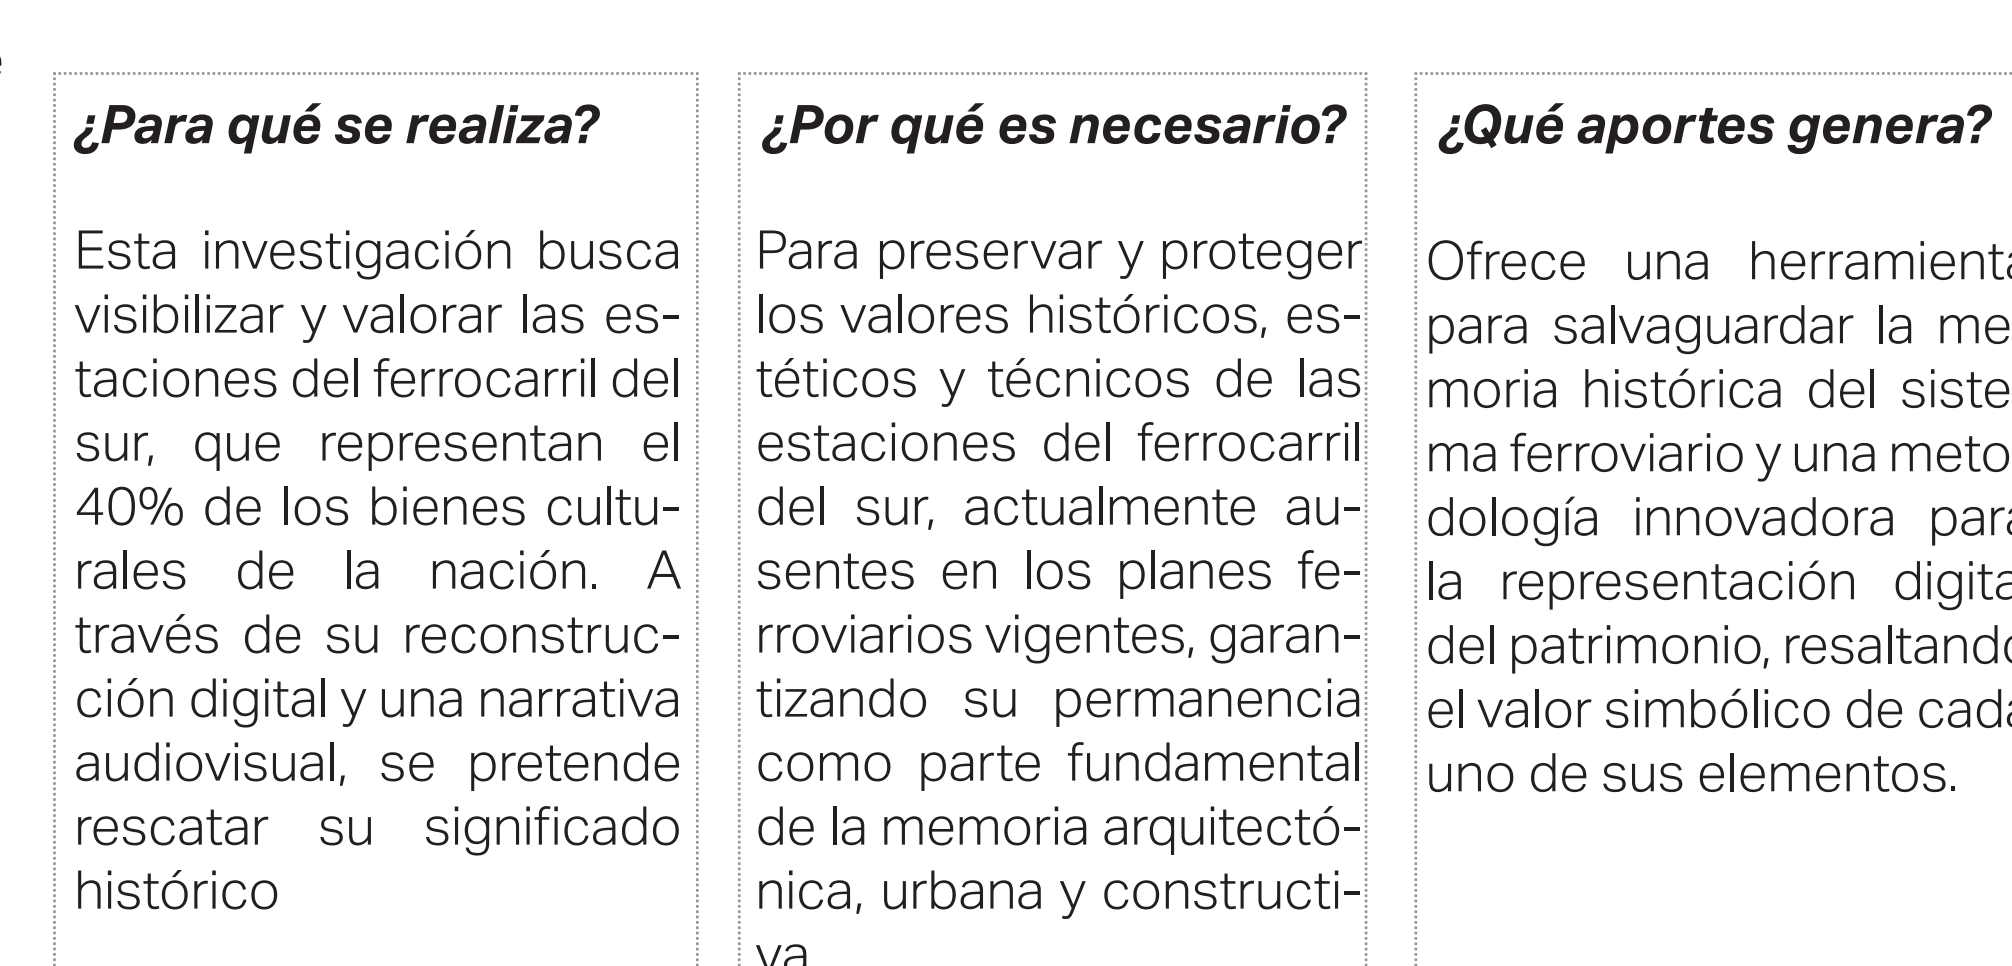 ¿Para qué se realiza?
Esta investigación busca
visibilizar y valorar las es-
taciones del ferrocarril del
sur, que representan el
40% de los bienes cultu-
rales de la nación. A
través de su reconstruc-
ción digital y una narrativa
audiovisual, se pretende
rescatar su significado
histórico
¿Por qué es necesario?
Para preservar y proteger
los valores históricos, es-
téticos y técnicos de las
estaciones del ferrocarril
del sur, actualmente au-
sentes en los planes fe-
rroviarios vigentes, garan-
tizando su permanencia
como parte fundamental
de la memoria arquitectó-
nica, urbana y constructi-
va
¿Qué aportes genera?
Ofrece una herramienta
para salvaguardar la me
moria histórica del siste
ma ferroviario y una meto
dología innovadora para
la representación digita
del patrimonio, resaltando
el valor simbólico de cada
uno de sus elementos.